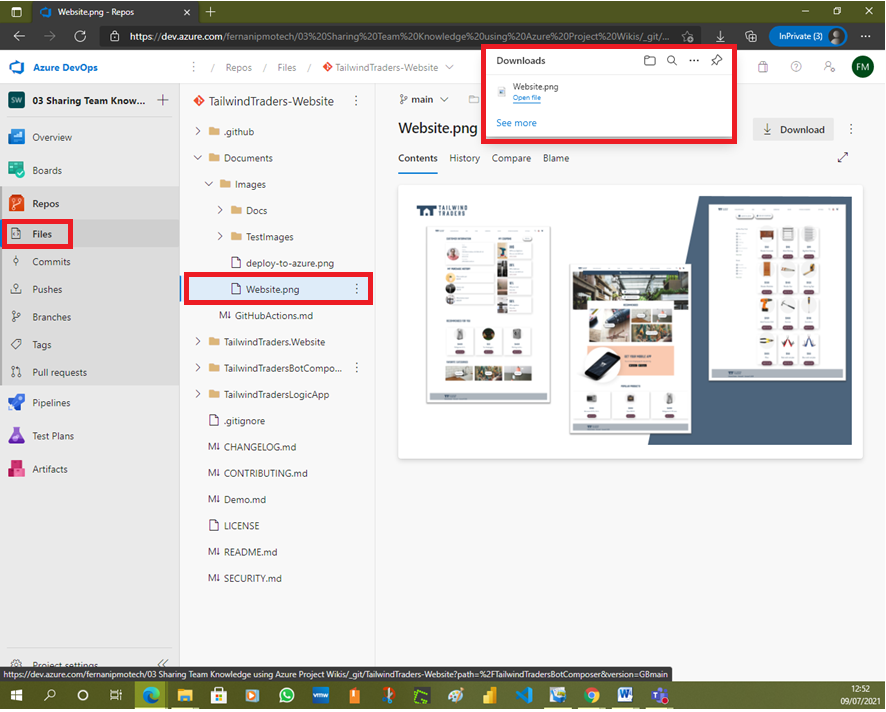 Website.png - Repos
https://dev.azure.com/fernanipmotech/03%20Sharing%20Team%20Knowledge%20using%20Azure%20Project%20Wikis/_git/...
InPrivate (3)
Azure DevOps
/ Repos / Files / TailwindTraders-Website
FM
Downloads
Website.png
Open file
See more
SW
03 Sharing Team Know...
Overview
Boards
Repos
Files
Commits
Pushes
Branches
Tags
Pull requests
Pipelines
Test Plans
Artifacts
Project settings
TailwindTraders-Website
.github
Documents
Images
Docs
TestImages
deploy-to-azure.png
Website.png
M↓ GitHubActions.md
TailwindTraders.Website
TailwindTradersBotCompo...
TailwindTradersLogicApp
.gitignore
M↓ CHANGELOG.md
M↓ CONTRIBUTING.md
M↓ Demo.md
LICENSE
M↓ README.md
M↓ SECURITY.md
main
Website.png
Download
Contents History Compare Blame
TAILWIND
TRADERS
https://dev.azure.com/fernanipmotech/03 Sharing Team Knowledge using Azure Project Wikis/_git/TailwindTraders-Website?path=%2FTailwindTradersBotComposer&version=GBmain
vmw
12:52
09/07/2021